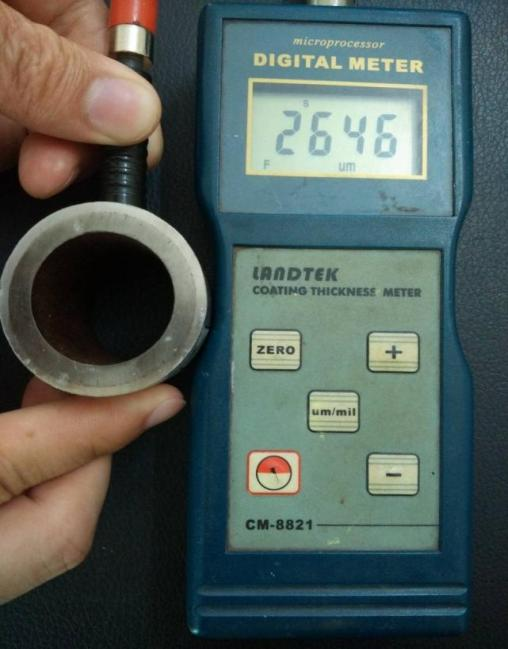 microprocessor
DIGITAL METER
S
2646
F um
LANDTEK
COATING THICKNESS METER
ZERO +
um/mil
−
CM-8821